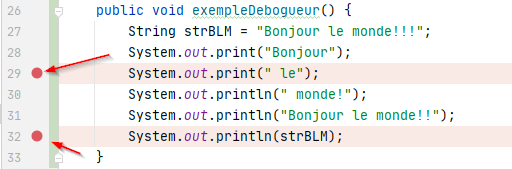 26 public void exempleDebogueur() {
27 String strBLM = "Bonjour le monde!!!";
28 System.out.print("Bonjour");
29 System.out.print(" le");
30 System.out.println(" monde!");
31 System.out.println("Bonjour le monde!!");
32 System.out.println(strBLM);
33 }